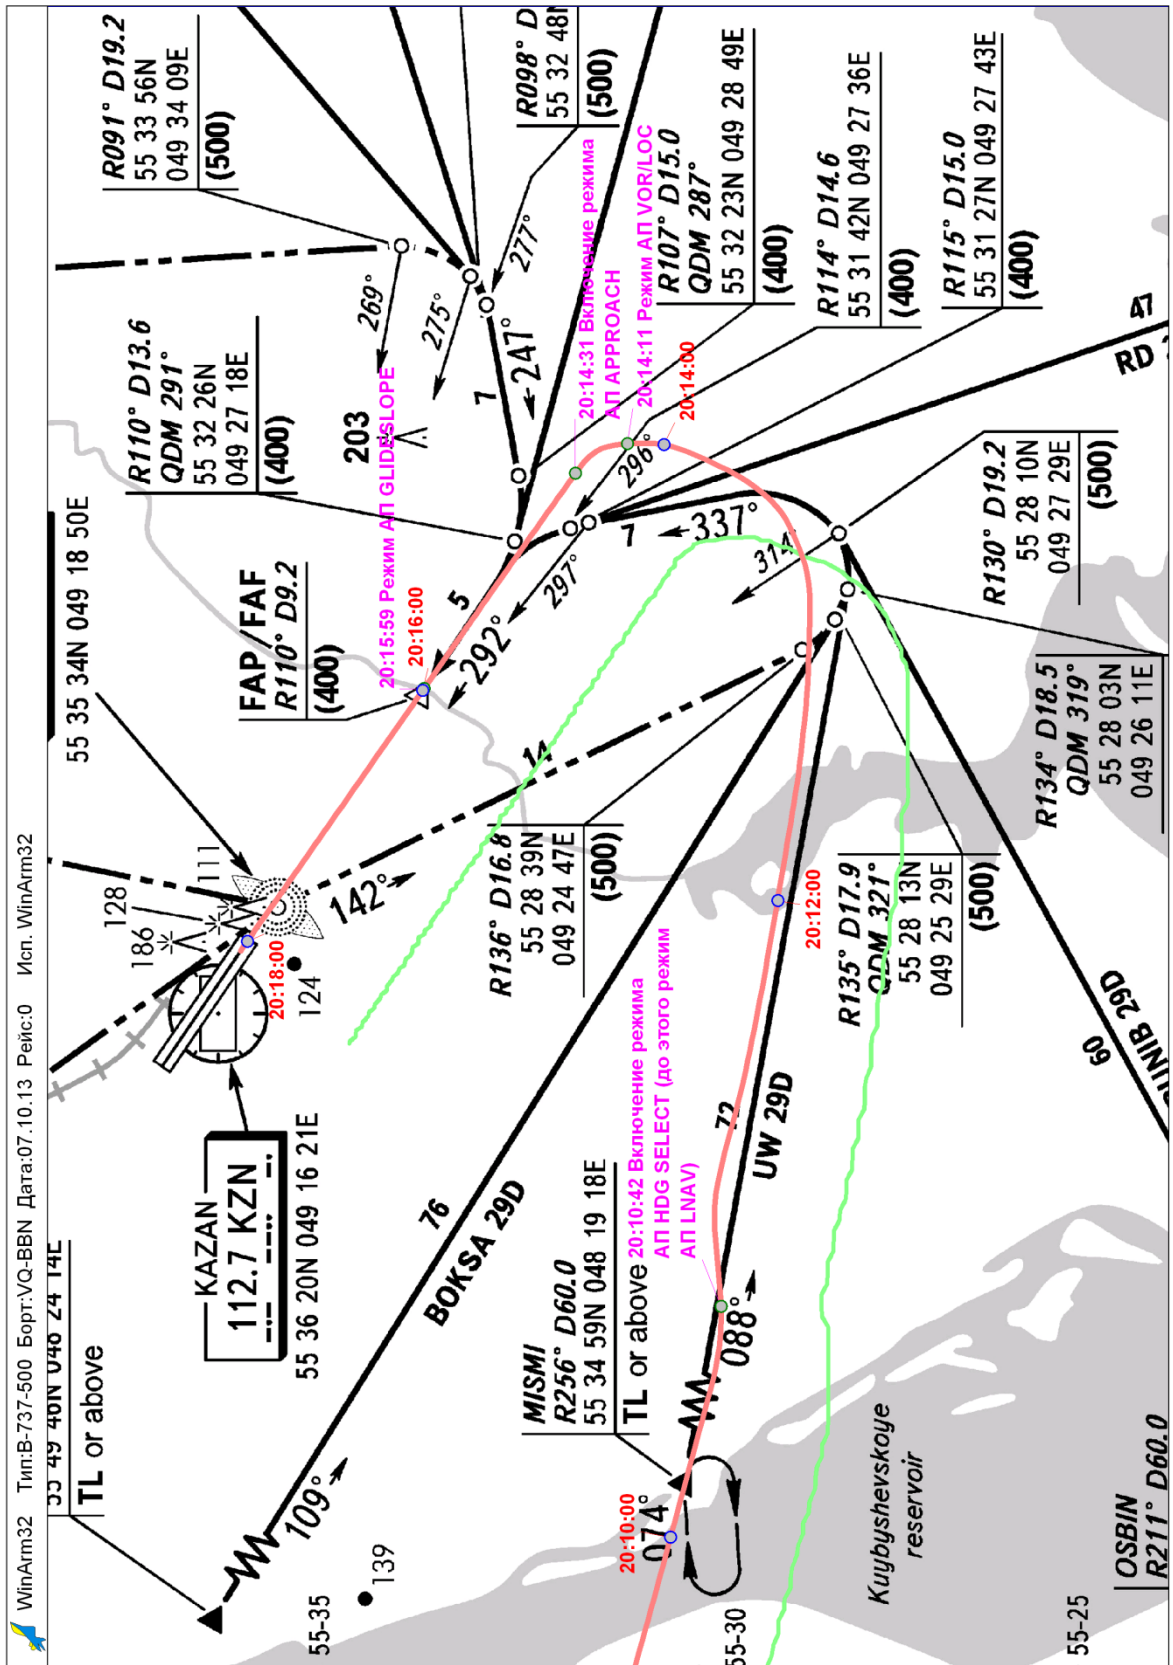 WinArm32 Тип:B-737-500 Борт:VQ-BBN Дата:07.10.13 Рейс:0 Исп. WinArm32
TL or above
109°
139
55-35
KAZAN
112.7 KZN
55 36 20N 049 16 21E
76
BOKSA 29D
186
128
111
124
20:18:00
142°
55 35 34N 049 18 50E
FAP/FAF
R110° D9.2
(400)
20:15:59 Режим АП GLIDESLOPE
20:16:00
292°
5
14
R110° D13.6
QDM 291°
55 32 26N
049 27 18E
(400)
203
R091° D19.2
55 33 56N
049 34 09E
(500)
269°
275°
277°
247°
7
R098° D
55 32 48N
(500)
20:14:31 Включение режима
АП APPROACH
20:14:11 Режим АП VOR/LOC
20:14:00
296°
297°
7
337°
314°
R107° D15.0
QDM 287°
55 32 23N 049 28 49E
(400)
R114° D14.6
55 31 42N 049 27 36E
(400)
R115° D15.0
55 31 27N 049 27 43E
(400)
47
RD
R130° D19.2
55 28 10N
049 27 29E
(500)
R134° D18.5
QDM 319°
55 28 03N
049 26 11E
R136° D16.8
55 28 39N
049 24 47E
(500)
R135° D17.9
QDM 321°
55 28 13N
049 25 29E
(500)
20:12:00
60
UNIB 29D
MISMI
R256° D60.0
55 34 59N 048 19 18E
TL or above
20:10:42 Включение режима
АП HDG SELECT (до этого режим
АП LNAV)
72
UW 29D
088°
20:10:00
074°
55-30
Kuybyshevskoye
reservoir
55-25
OSBIN
R211° D60.0